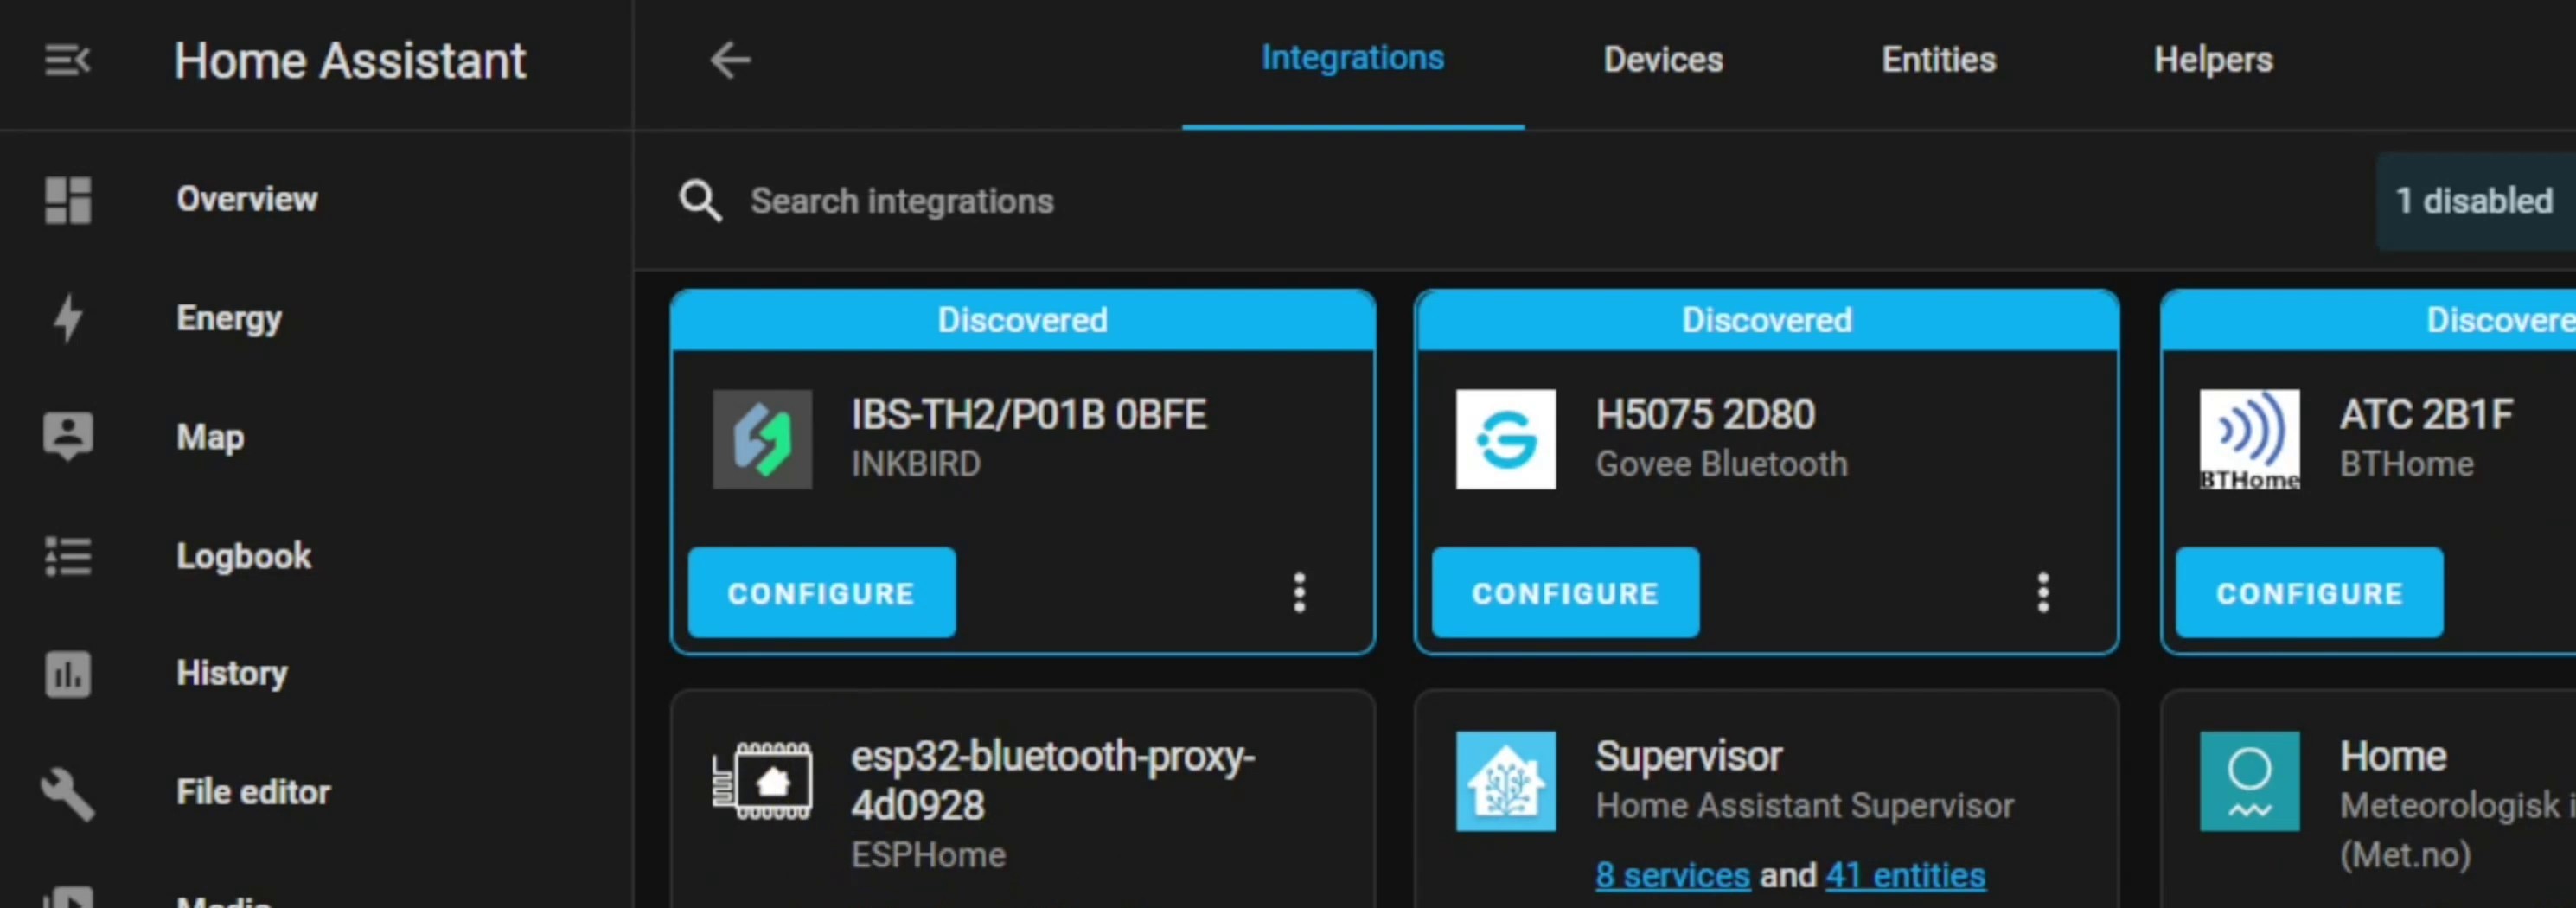 Home Assistant
Integrations
Devices
Entities
Helpers
Overview
Energy
Map
Logbook
History
File editor
Search integrations
1 disabled
Discovered
IBS-TH2/P01B 0BFE
INKBIRD
CONFIGURE
Discovered
H5075 2D80
Govee Bluetooth
CONFIGURE
Discovere
BTHome
ATC 2B1F
BTHome
CONFIGURE
esp32-bluetooth-proxy-
4d0928
ESPHome
Supervisor
Home Assistant Supervisor
8 services and 41 entities
Home
Meteorologisk i
(Met.no)